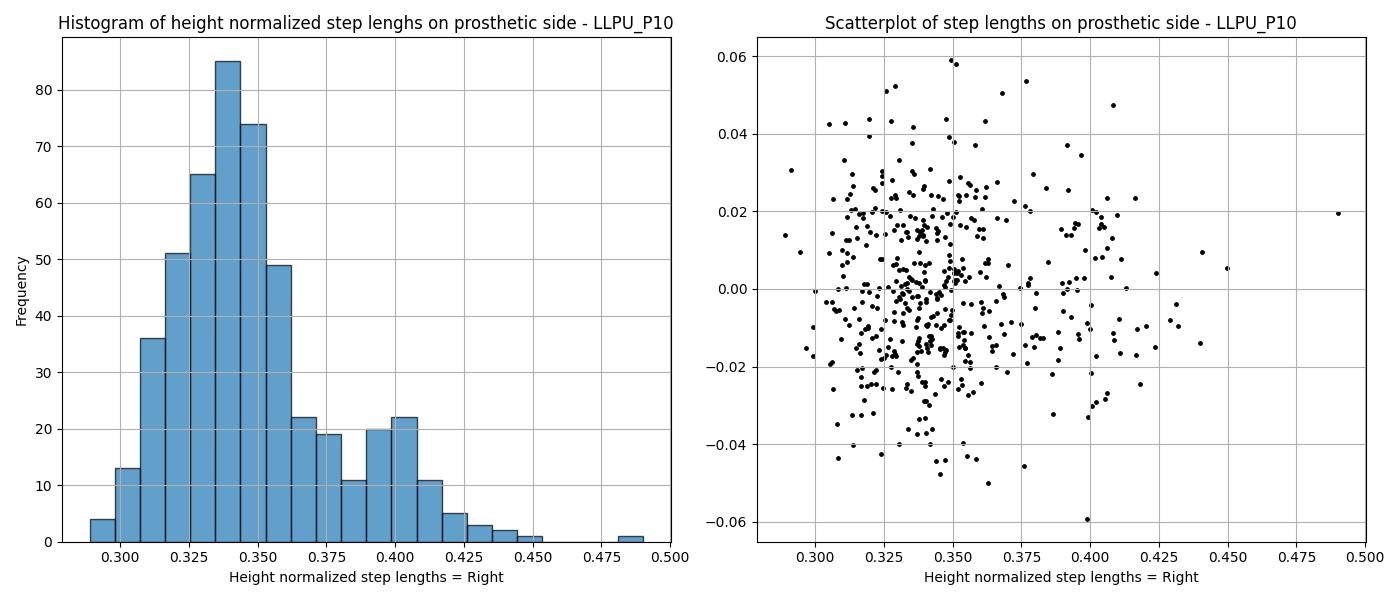 Histogram of height normalized step lenghs on prosthetic side - LLPU_P10
Frequency
80
70
60
50
40
30
20
10
0
0.300 0.325 0.350 0.375 0.400 0.425 0.450 0.475 0.500
Height normalized step lengths = Right
Scatterplot of step lengths on prosthetic side - LLPU_P10
0.06
0.04
0.02
0.00
−0.02
−0.04
−0.06
0.300 0.325 0.350 0.375 0.400 0.425 0.450 0.475 0.500
Height normalized step lengths = Right